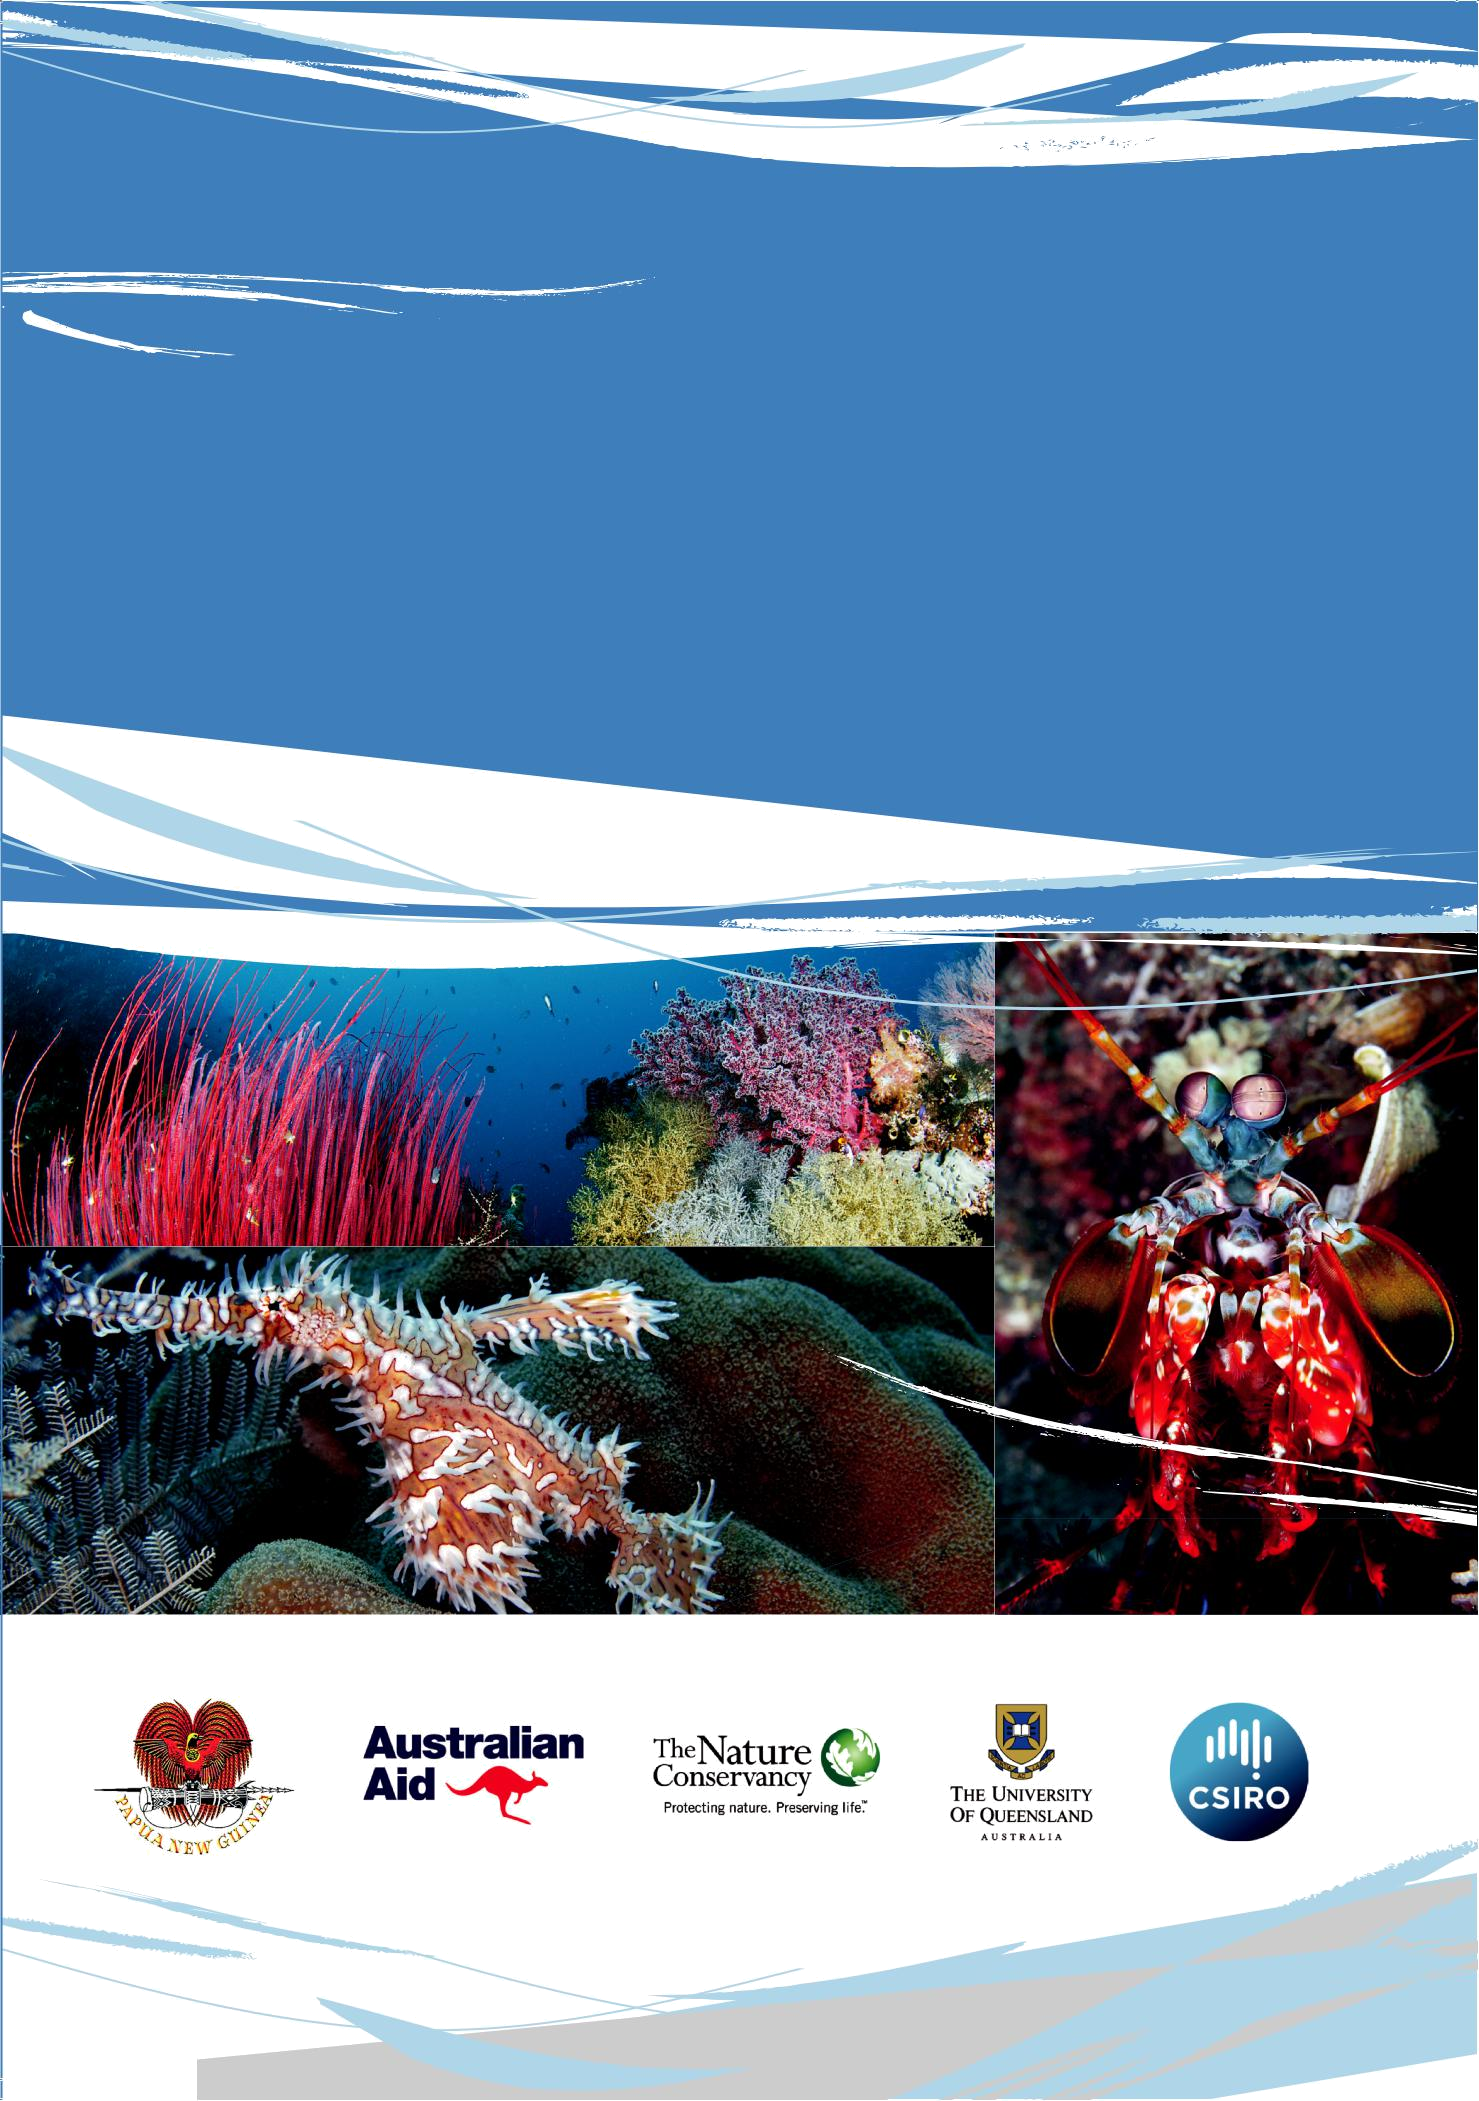 PAPUA NEW GUINEA
Australian
Aid
The Nature
Conservancy
Protecting nature. Preserving life.™
THE UNIVERSITY
OF QUEENSLAND
AUSTRALIA
CSIRO